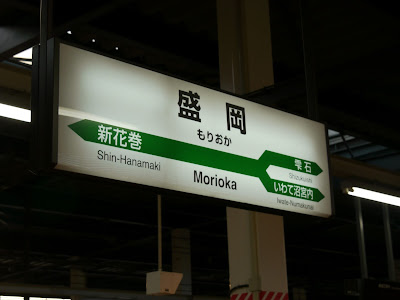 盛岡
もりおか
Morioka
新花巻
Shin-Hanamaki
雫石
Shizukuishi
いわて沼宮内
Iwate-Numakunai